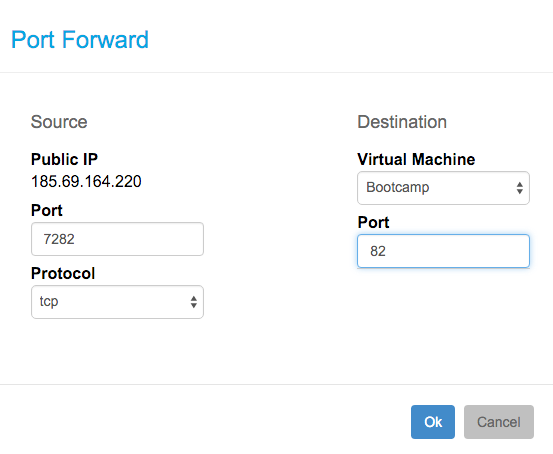 Port Forward
Source
Public IP
185.69.164.220
Port
7282
Protocol
tcp
Destination
Virtual Machine
Bootcamp
Port
82
Ok
Cancel